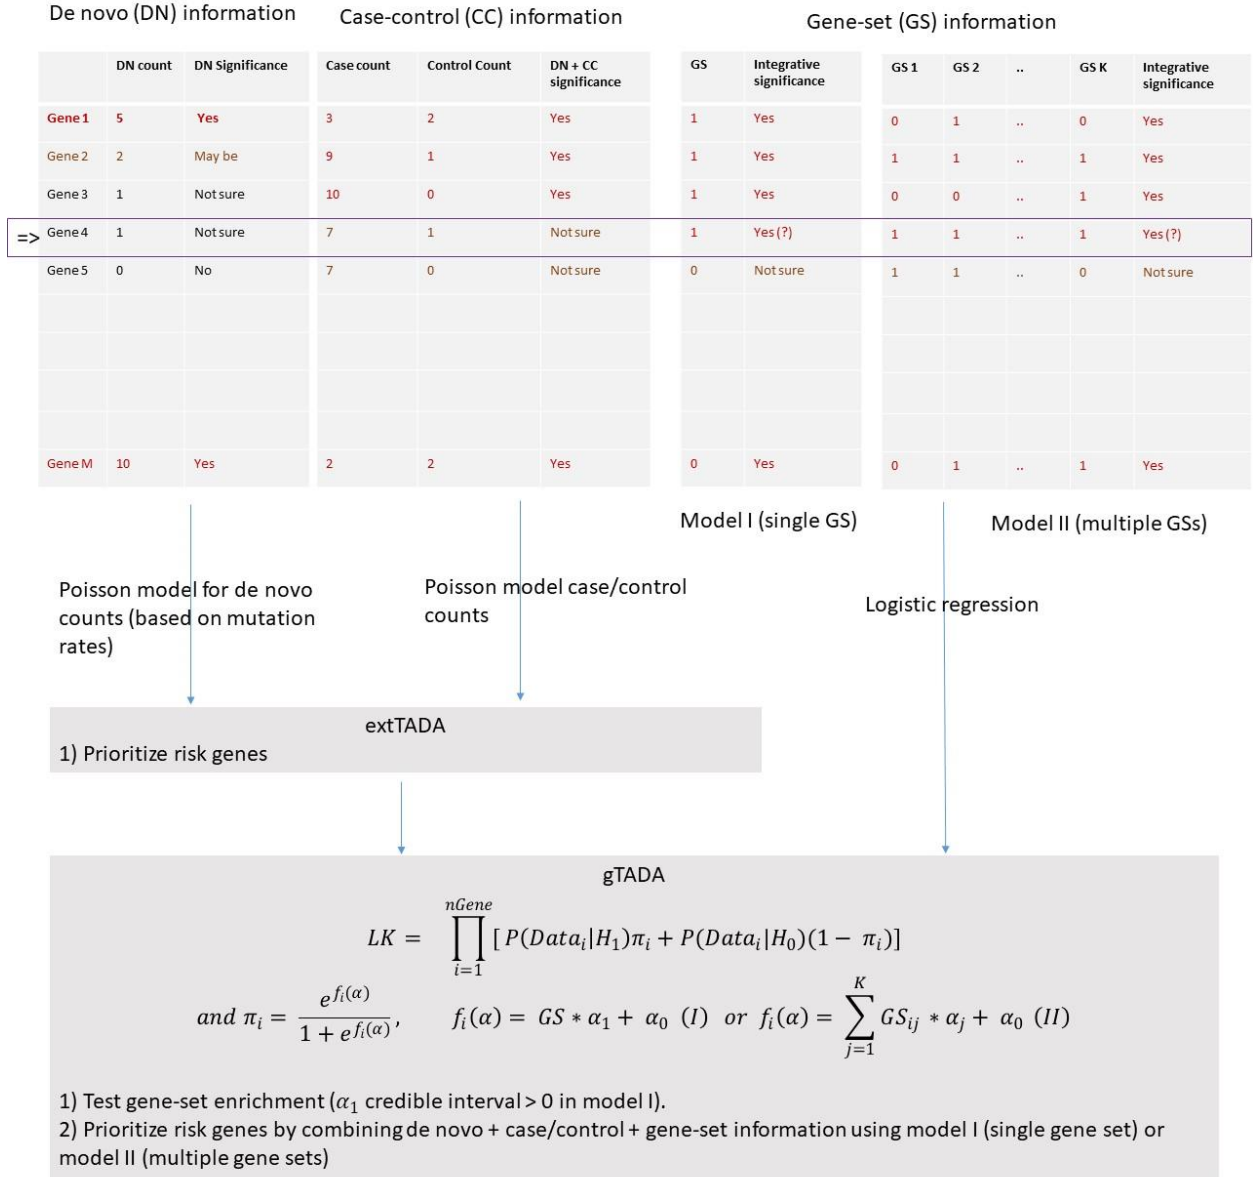 De novo (DN) information
Case-control (CC) information
Gene-set (GS) information
DN count DN Significance Case count Control Count DN + CC significance GS Integrative significance GS 1 GS 2 .. GS K Integrative significance
Gene 1 5 Yes 3 2 Yes 1 Yes 0 1 .. 0 Yes
Gene 2 2 May be 9 1 Yes 1 Yes 1 1 .. 1 Yes
Gene 3 1 Not sure 10 0 Yes 1 Yes 0 0 .. 1 Yes
=> Gene 4 1 Not sure 7 1 Not sure 1 Yes (?) 1 1 .. 1 Yes (?)
Gene 5 0 No 7 0 Not sure 0 Not sure 1 1 .. 0 Not sure
Gene M 10 Yes 2 2 Yes 0 Yes 0 1 .. 1 Yes
Model I (single GS)
Model II (multiple GSs)
Poisson model for de novo
counts (based on mutation
rates)
Poisson model case/control
counts
Logistic regression
extTADA
1) Prioritize risk genes
gTADA
LK = ∏_{i=1}^{nGene} [ P(Data_i|H_1)π_i + P(Data_i|H_0)(1 − π_i)]
and π_i = e^{f_i(α)} / (1 + e^{f_i(α)}), f_i(α) = GS * α_1 + α_0 (I) or f_i(α) = ∑_{j=1}^{K} GS_{ij} * α_j + α_0 (II)
1) Test gene-set enrichment (α_1 credible interval > 0 in model I).
2) Prioritize risk genes by combining de novo + case/control + gene-set information using model I (single gene set) or
model II (multiple gene sets)